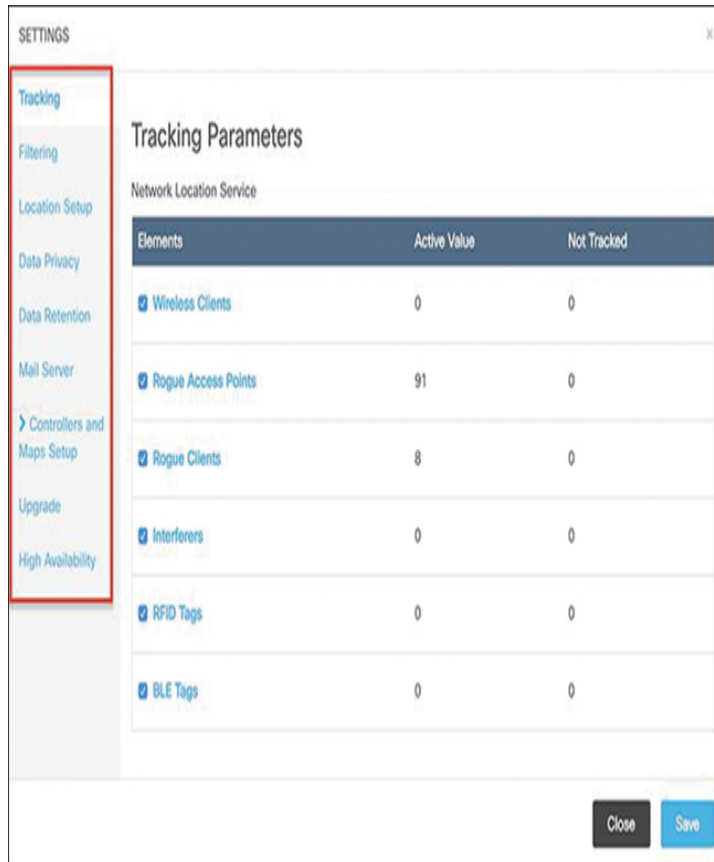 SETTINGS
x
Tracking
Filtering
Location Setup
Data Privacy
Data Retention
Mail Server
Controllers and
Maps Setup
Upgrade
High Availability
Tracking Parameters
Network Location Service
Elements Active Value Not Tracked
Wireless Clients 0 0
Rogue Access Points 91 0
Rogue Clients 8 0
Interferers 0 0
RFID Tags 0 0
BLE Tags 0 0
Close Save